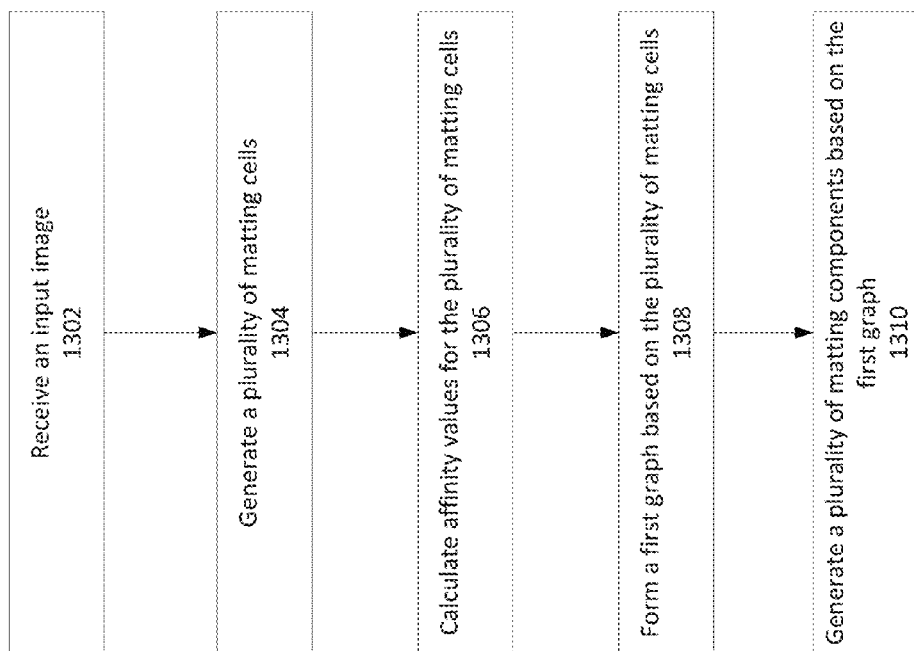 Receive an input image
1302
Generate a plurality of matting cells
1304
Calculate affinity values for the plurality of matting cells
1306
Form a first graph based on the plurality of matting cells
1308
Generate a plurality of matting components based on the
first graph
1310